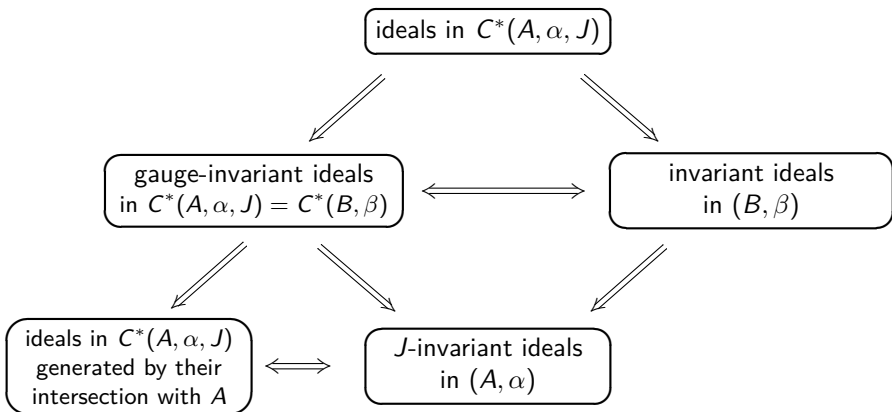 ideals in C*(A, α, J)
gauge-invariant ideals
in C*(A, α, J) = C*(B, β)
invariant ideals
in (B, β)
ideals in C*(A, α, J)
generated by their
intersection with A
J-invariant ideals
in (A, α)